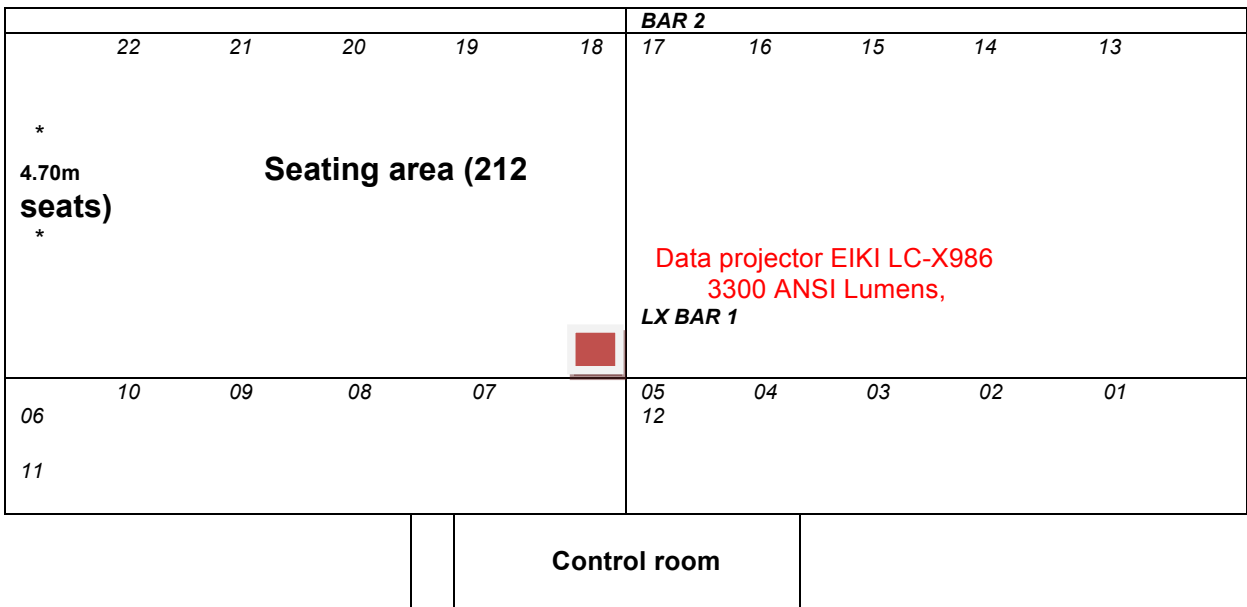 BAR 2
22 21 20 19 18 17 16 15 14 13
*
4.70m Seating area (212
seats)
*
Data projector EIKI LC-X986
3300 ANSI Lumens,
LX BAR 1
10 09 08 07 05 04 03 02 01
06 12
11
Control room